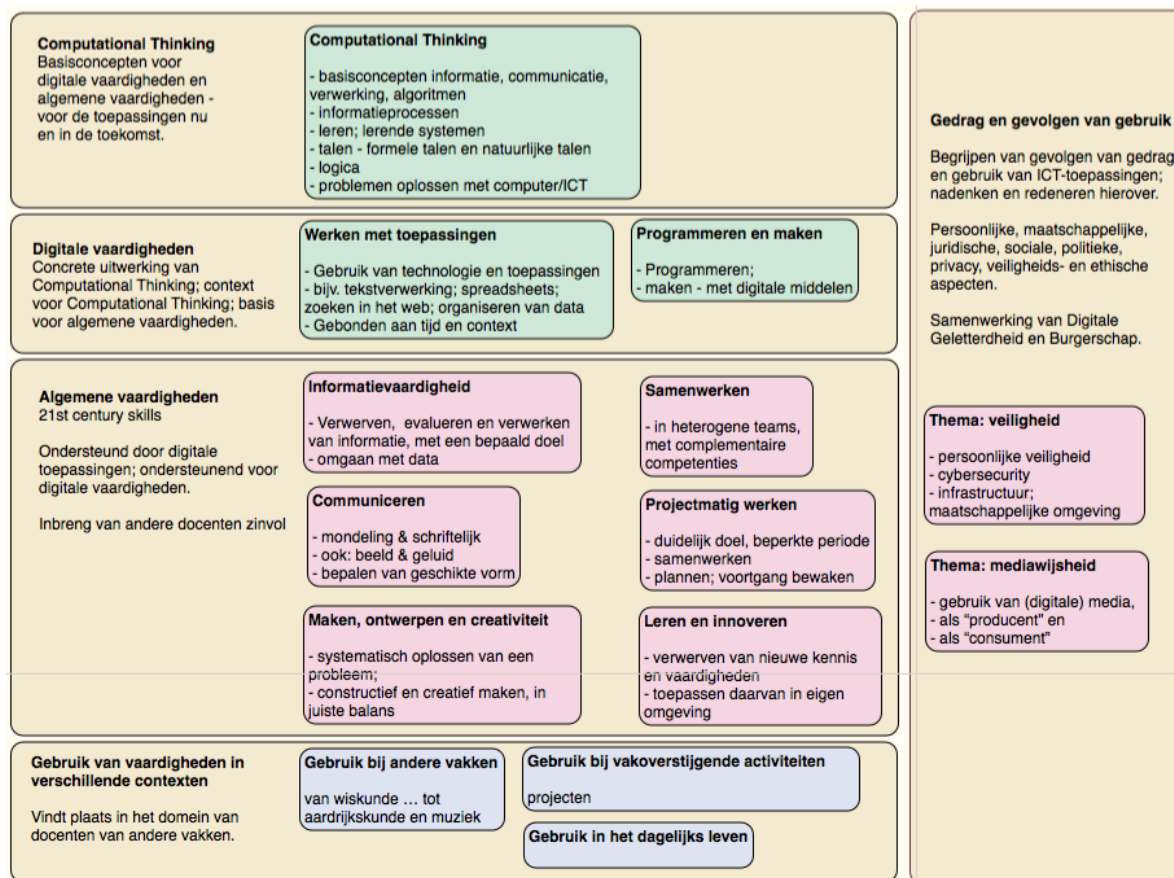 Computational Thinking
Basisconcepten voor
digitale vaardigheden en
algemene vaardigheden -
voor de toepassingen nu
en in de toekomst.
Computational Thinking
- basisconcepten informatie, communicatie,
verwerking, algoritmen
- informatieprocessen
- leren; lerende systemen
- talen - formele talen en natuurlijke talen
- logica
- problemen oplossen met computer/ICT
Digitale vaardigheden
Concrete uitwerking van
Computational Thinking; context
voor Computational Thinking; basis
voor algemene vaardigheden.
Werken met toepassingen
- Gebruik van technologie en toepassingen
- bijv. tekstverwerking; spreadsheets;
zoeken in het web; organiseren van data
- Gebonden aan tijd en context
Programmeren en maken
- Programmeren;
- maken - met digitale middelen
Algemene vaardigheden
21st century skills
Ondersteund door digitale
toepassingen; ondersteunend voor
digitale vaardigheden.
Inbreng van andere docenten zinvol
Informatievaardigheid
- Verwerven, evalueren en verwerken
van informatie, met een bepaald doel
- omgaan met data
Samenwerken
- in heterogene teams,
met complementaire
competenties
Communiceren
- mondeling & schriftelijk
- ook: beeld & geluid
- bepalen van geschikte vorm
Projectmatig werken
- duidelijk doel, beperkte periode
- samenwerken
- plannen; voortgang bewaken
Maken, ontwerpen en creativiteit
- systematisch oplossen van een
probleem;
- constructief en creatief maken, in
juiste balans
Leren en innoveren
- verwerven van nieuwe kennis
en vaardigheden
- toepassen daarvan in eigen
omgeving
Gebruik van vaardigheden in
verschillende contexten
Vindt plaats in het domein van
docenten van andere vakken.
Gebruik bij andere vakken
van wiskunde ... tot
aardrijkskunde en muziek
Gebruik bij vakoverstijgende activiteiten
projecten
Gebruik in het dagelijks leven
Gedrag en gevolgen van gebruik
Begrijpen van gevolgen van gedrag
en gebruik van ICT-toepassingen;
nadenken en redeneren hierover.
Persoonlijke, maatschappelijke,
juridische, sociale, politieke,
privacy, veiligheids- en ethische
aspecten.
Samenwerking van Digitale
Geletterdheid en Burgerschap.
Thema: veiligheid
- persoonlijke veiligheid
- cybersecurity
- infrastructuur;
maatschappelijke omgeving
Thema: mediawijsheid
- gebruik van (digitale) media,
- als “producent” en
- als “consument”